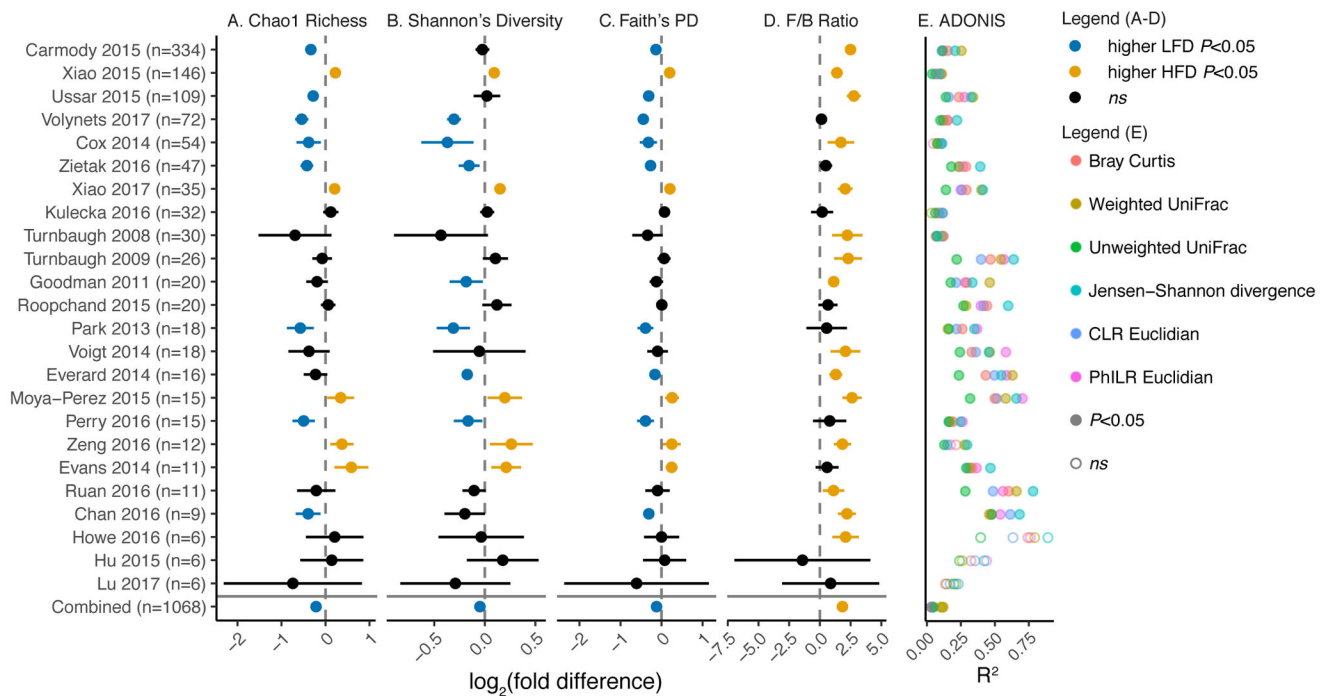 A. Chao1 Richess
B. Shannon's Diversity
C. Faith's PD
D. F/B Ratio
E. ADONIS
Carmody 2015 (n=334)
Xiao 2015 (n=146)
Ussar 2015 (n=109)
Volynets 2017 (n=72)
Cox 2014 (n=54)
Zietak 2016 (n=47)
Xiao 2017 (n=35)
Kulecka 2016 (n=32)
Turnbaugh 2008 (n=30)
Turnbaugh 2009 (n=26)
Goodman 2011 (n=20)
Roopchand 2015 (n=20)
Park 2013 (n=18)
Voigt 2014 (n=18)
Everard 2014 (n=16)
Moya−Perez 2015 (n=15)
Perry 2016 (n=15)
Zeng 2016 (n=12)
Evans 2014 (n=11)
Ruan 2016 (n=11)
Chan 2016 (n=9)
Howe 2016 (n=6)
Hu 2015 (n=6)
Lu 2017 (n=6)
Combined (n=1068)
−2 −1 0 1
−0.5 0.0 0.5
−2 −1 0 1
−7.5 −5.0 −2.5 0.0 2.5 5.0
0.00 0.25 0.50 0.75
log₂(fold difference)
R²
Legend (A-D)
higher LFD P<0.05
higher HFD P<0.05
ns
Legend (E)
Bray Curtis
Weighted UniFrac
Unweighted UniFrac
Jensen−Shannon divergence
CLR Euclidian
PhILR Euclidian
P<0.05
ns